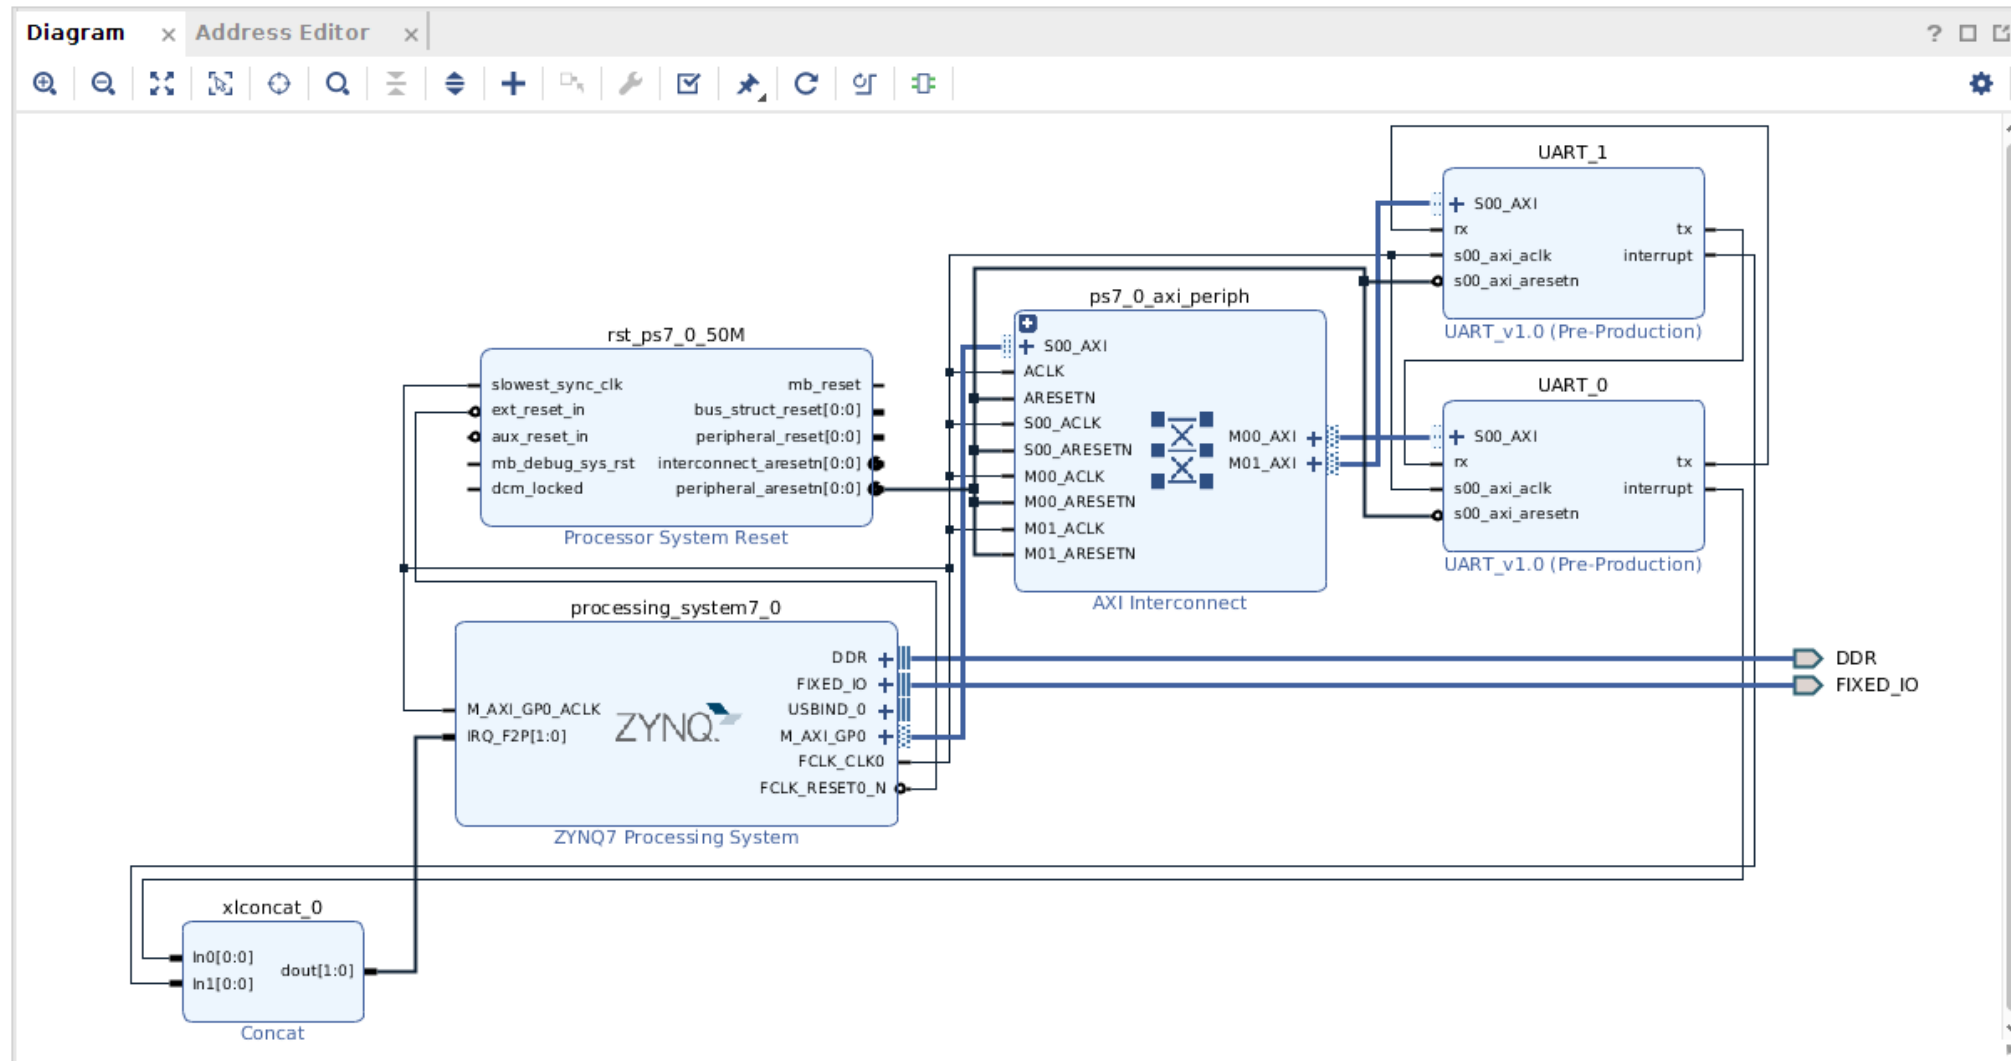 Diagram × Address Editor ×
UART_1
S00_AXI
rx tx
s00_axi_aclk interrupt
s00_axi_aresetn
UART_v1.0 (Pre-Production)
ps7_0_axi_periph
S00_AXI
ACLK
ARESETN
S00_ACLK
S00_ARESETN
M00_ACLK
M00_ARESETN
M01_ACLK
M01_ARESETN
M00_AXI
M01_AXI
AXI Interconnect
rst_ps7_0_50M
slowest_sync_clk mb_reset
ext_reset_in bus_struct_reset[0:0]
aux_reset_in peripheral_reset[0:0]
mb_debug_sys_rst interconnect_aresetn[0:0]
dcm_locked peripheral_aresetn[0:0]
Processor System Reset
UART_0
S00_AXI
rx tx
s00_axi_aclk interrupt
s00_axi_aresetn
UART_v1.0 (Pre-Production)
processing_system7_0
M_AXI_GP0_ACLK
IRQ_F2P[1:0]
ZYNQ.
DDR
FIXED_IO
USBIND_0
M_AXI_GP0
FCLK_CLK0
FCLK_RESET0_N
ZYNQ7 Processing System
DDR
FIXED_IO
xlconcat_0
In0[0:0]
In1[0:0]
dout[1:0]
Concat